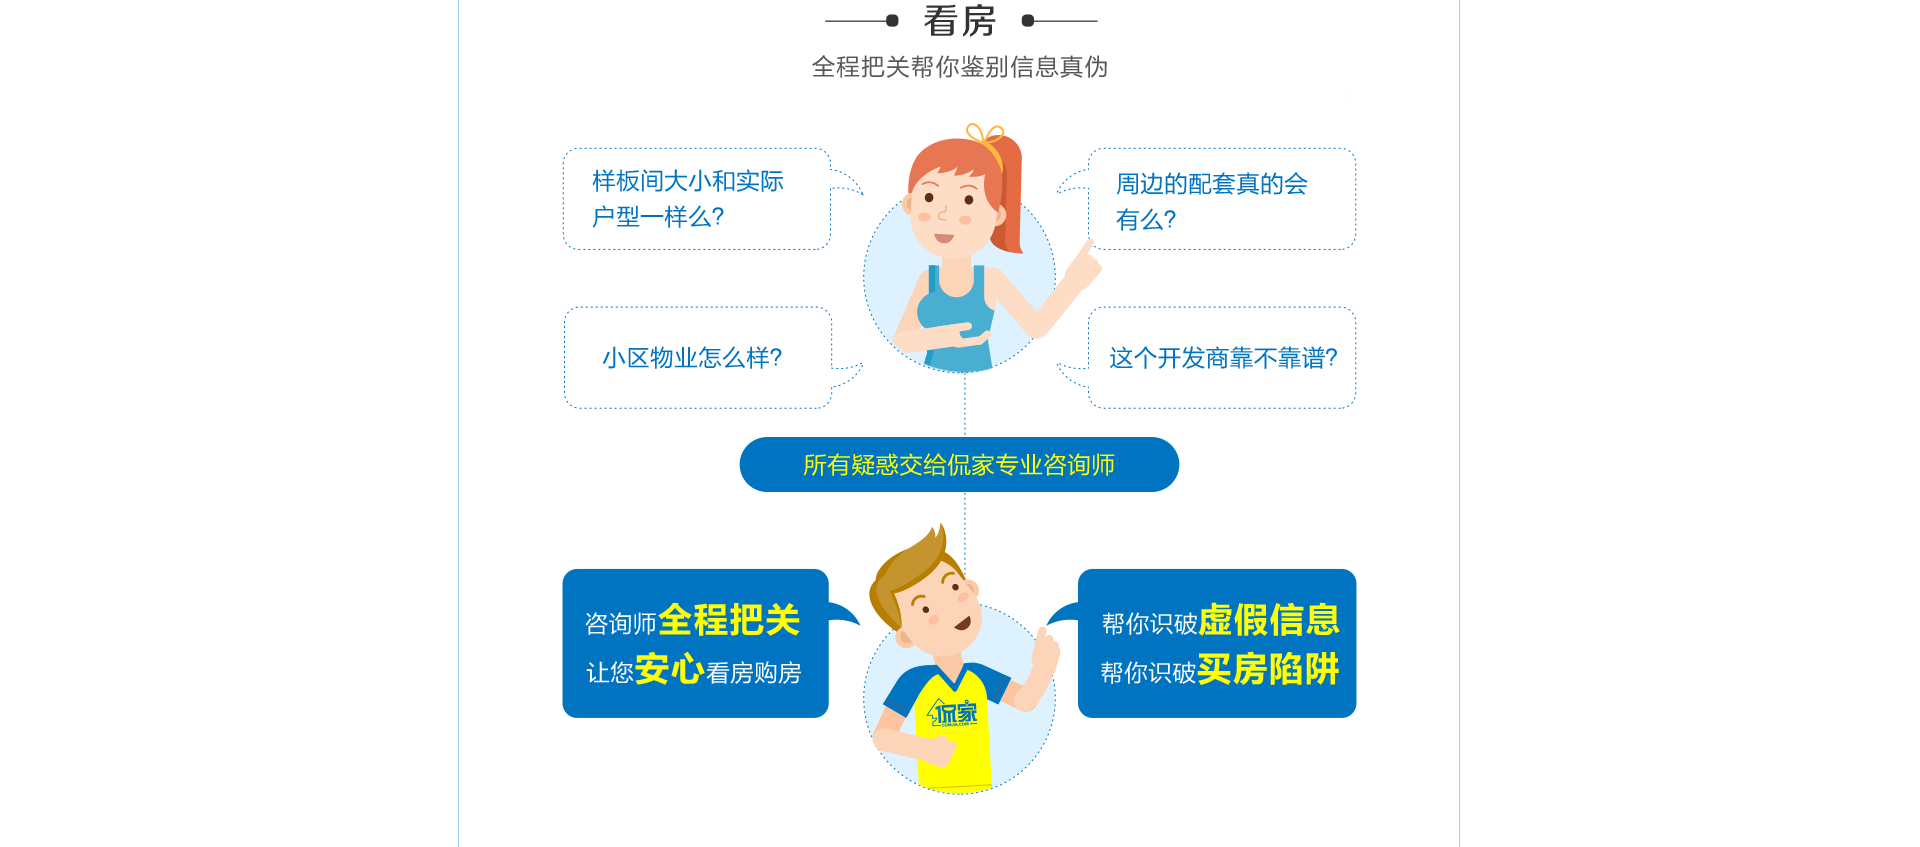 看房
全程把关帮你鉴别信息真伪
样板间大小和实际
户型一样么?
周边的配套真的会
有么?
小区物业怎么样?
这个开发商靠不靠谱?
所有疑惑交给侃家专业咨询师
咨询师全程把关
让您安心看房购房
帮你识破虚假信息
帮你识破买房陷阱
侃家